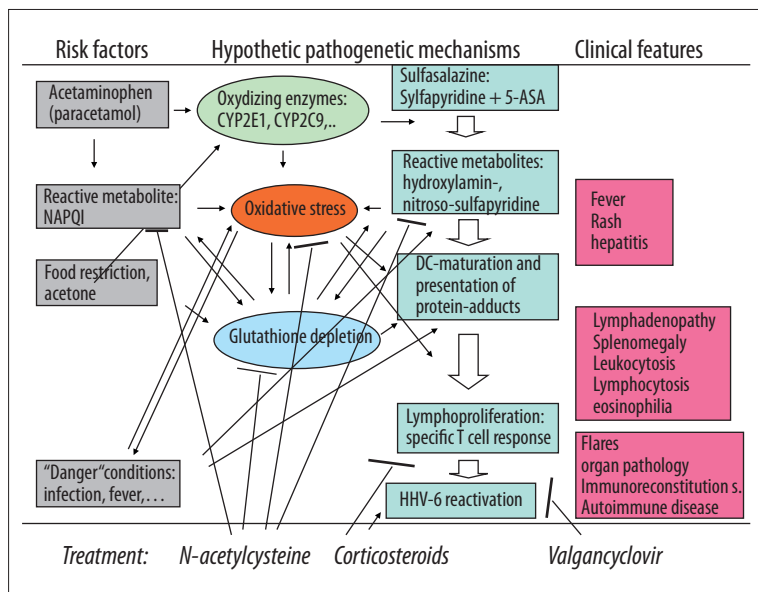 Risk factors
Hypothetic pathogenetic mechanisms
Clinical features
Acetaminophen
(paracetamol)
Oxydizing enzymes:
CYP2E1, CYP2C9,..
Sulfasalazine:
Sylfapyridine + 5-ASA
Reactive metabolite:
NAPQI
Oxidative stress
Reactive metabolites:
hydroxylamin-,
nitroso-sulfapyridine
Fever
Rash
hepatitis
Food restriction,
acetone
DC-maturation and
presentation of
protein-adducts
Glutathione depletion
Lymphadenopathy
Splenomegaly
Leukocytosis
Lymphocytosis
eosinophilia
Lymphoproliferation:
specific T cell response
"Danger"conditions:
infection, fever,...
HHV-6 reactivation
Flares
organ pathology
Immunoreconstitution s.
Autoimmune disease
Treatment:
N-acetylcysteine
Corticosteroids
Valgancyclovir